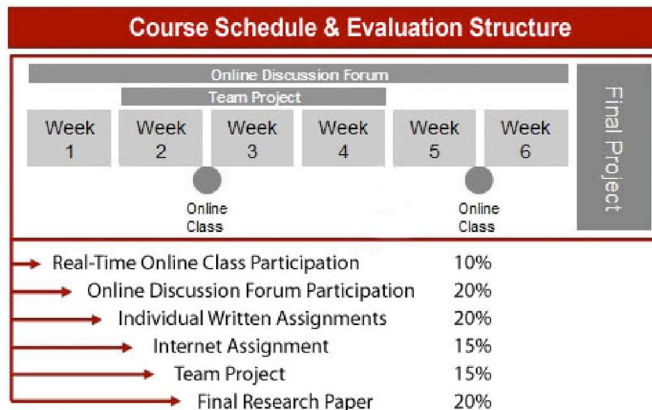 Course Schedule & Evaluation Structure
Online Discussion Forum
Team Project
Week
1
Week
2
Week
3
Week
4
Week
5
Week
6
Final Project
Online
Class
Online
Class
Real-Time Online Class Participation 10%
Online Discussion Forum Participation 20%
Individual Written Assignments 20%
Internet Assignment 15%
Team Project 15%
Final Research Paper 20%